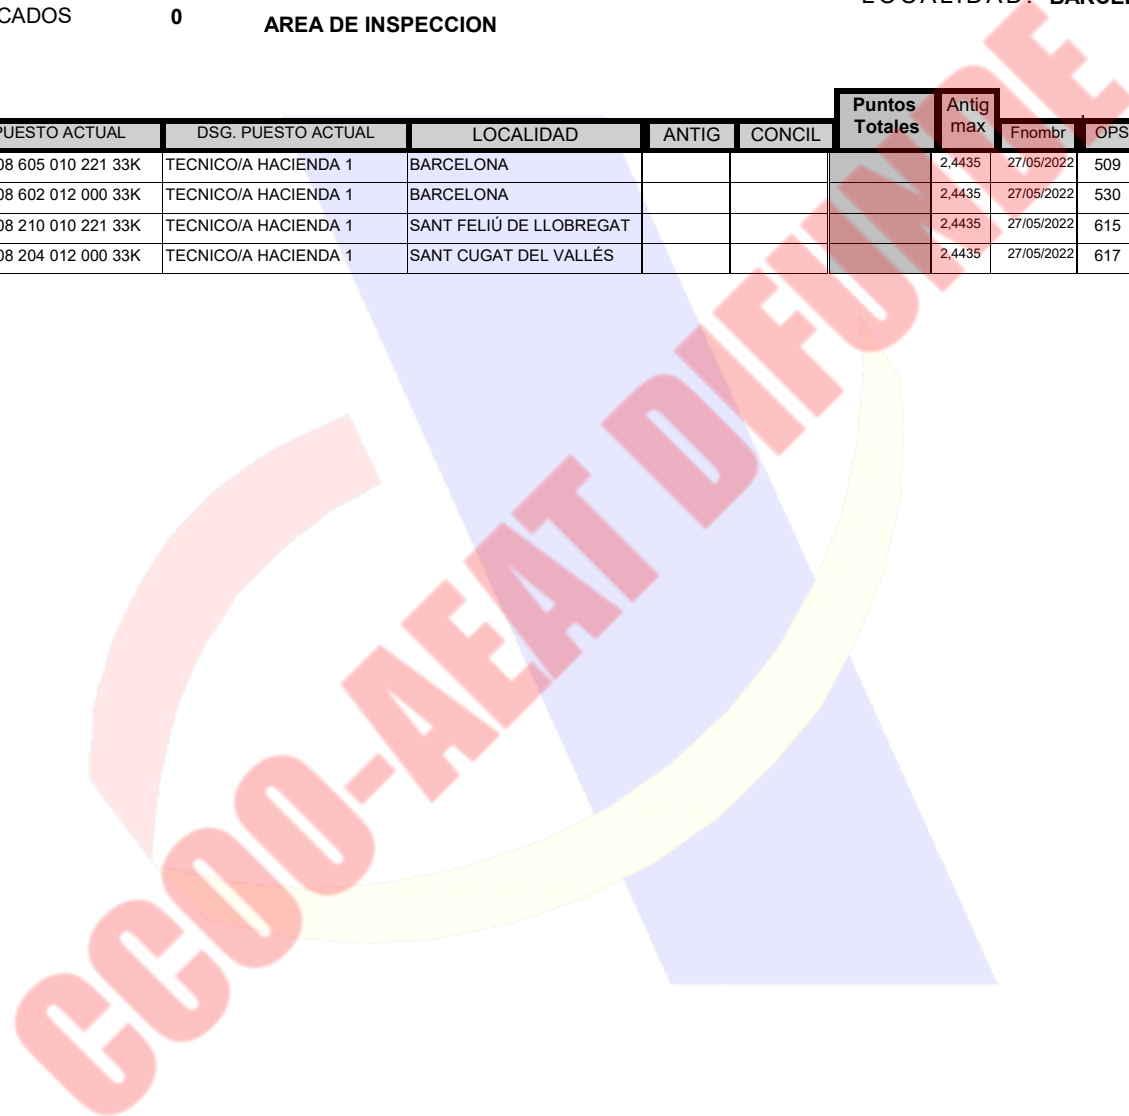 LOCALIDAD:
CADOS 0 AREA DE INSPECCION
Puntos Totales Antig max
PUESTO ACTUAL DSG. PUESTO ACTUAL LOCALIDAD ANTIG CONCIL Fnombr OPS
08 605 010 221 33K TECNICO/A HACIENDA 1 BARCELONA 2,4435 27/05/2022 509
08 602 012 000 33K TECNICO/A HACIENDA 1 BARCELONA 2,4435 27/05/2022 530
08 210 010 221 33K TECNICO/A HACIENDA 1 SANT FELIÚ DE LLOBREGAT 2,4435 27/05/2022 615
08 204 012 000 33K TECNICO/A HACIENDA 1 SANT CUGAT DEL VALLÉS 2,4435 27/05/2022 617
CCOO-AEAT DIFUNDE